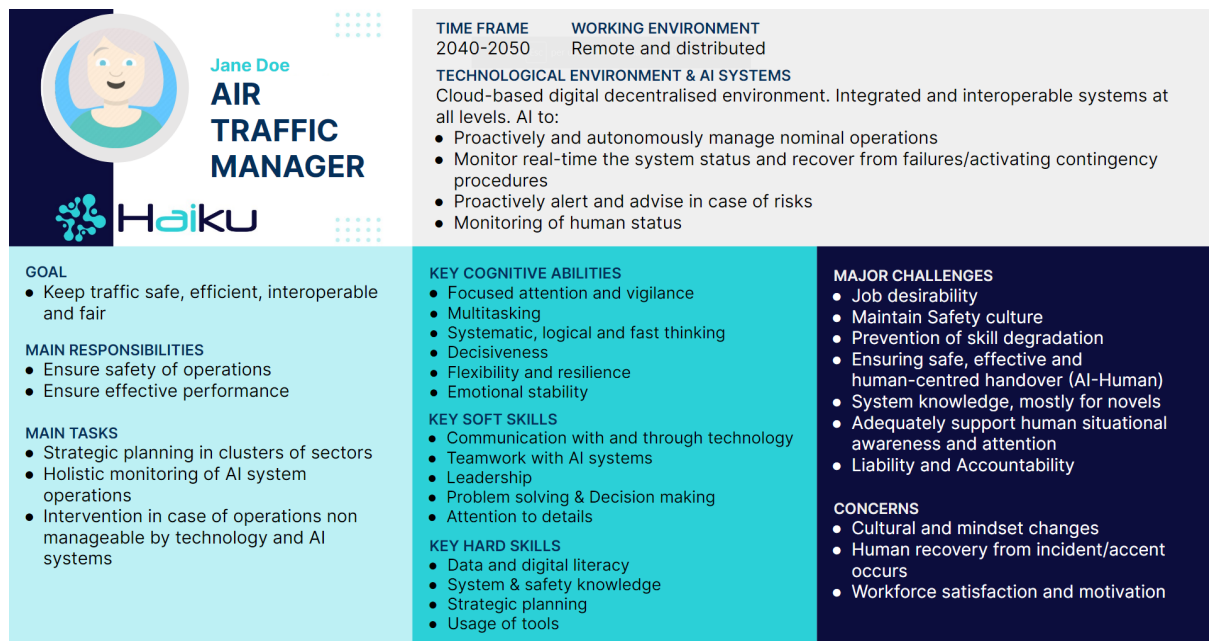 Jane Doe
AIR
TRAFFIC
MANAGER
Haiku
TIME FRAME
2040-2050
WORKING ENVIRONMENT
Remote and distributed
TECHNOLOGICAL ENVIRONMENT & AI SYSTEMS
Cloud-based digital decentralised environment. Integrated and interoperable systems at
all levels. AI to:
● Proactively and autonomously manage nominal operations
● Monitor real-time the system status and recover from failures/activating contingency
procedures
● Proactively alert and advise in case of risks
● Monitoring of human status
GOAL
● Keep traffic safe, efficient, interoperable
and fair
MAIN RESPONSIBILITIES
● Ensure safety of operations
● Ensure effective performance
MAIN TASKS
● Strategic planning in clusters of sectors
● Holistic monitoring of AI system
operations
● Intervention in case of operations non
manageable by technology and AI
systems
KEY COGNITIVE ABILITIES
● Focused attention and vigilance
● Multitasking
● Systematic, logical and fast thinking
● Decisiveness
● Flexibility and resilience
● Emotional stability
KEY SOFT SKILLS
● Communication with and through technology
● Teamwork with AI systems
● Leadership
● Problem solving & Decision making
● Attention to details
KEY HARD SKILLS
● Data and digital literacy
● System & safety knowledge
● Strategic planning
● Usage of tools
MAJOR CHALLENGES
● Job desirability
● Maintain Safety culture
● Prevention of skill degradation
● Ensuring safe, effective and
human-centred handover (AI-Human)
● System knowledge, mostly for novels
● Adequately support human situational
awareness and attention
● Liability and Accountability
CONCERNS
● Cultural and mindset changes
● Human recovery from incident/accent
occurs
● Workforce satisfaction and motivation